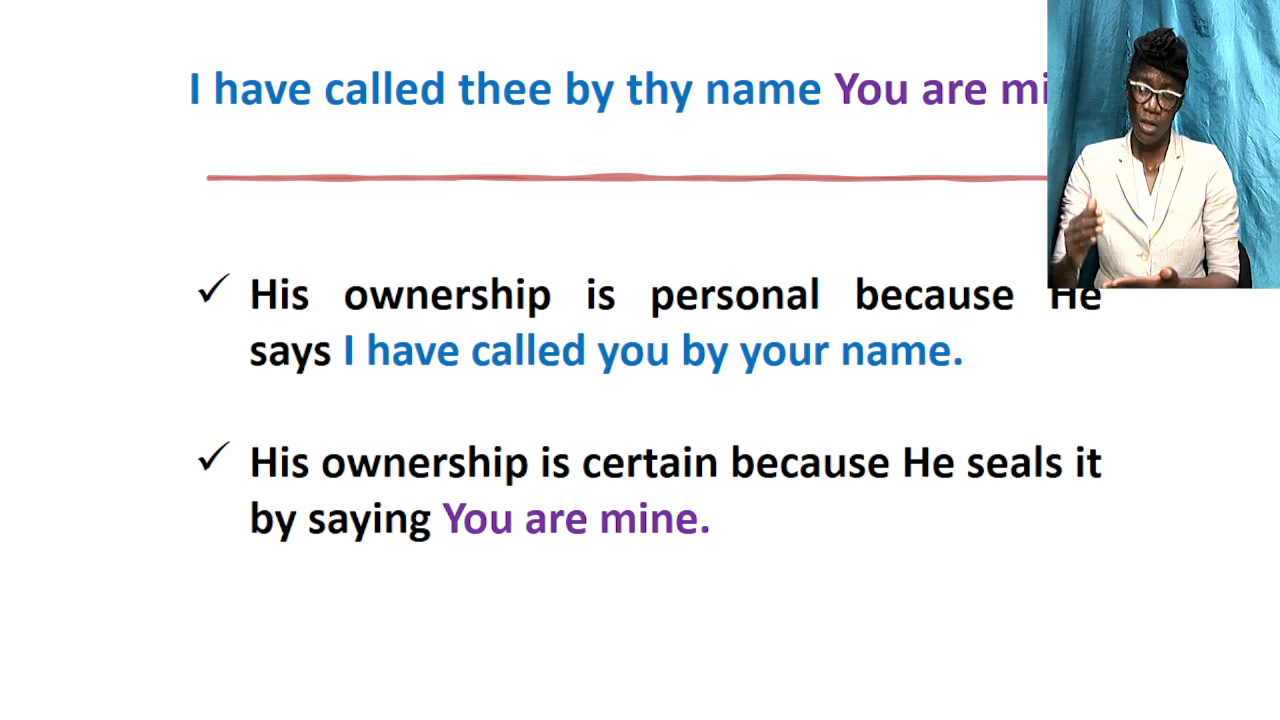 I have called thee by thy name You are mi
✓ His ownership is personal because He
says I have called you by your name.
✓ His ownership is certain because He seals it
by saying You are mine.